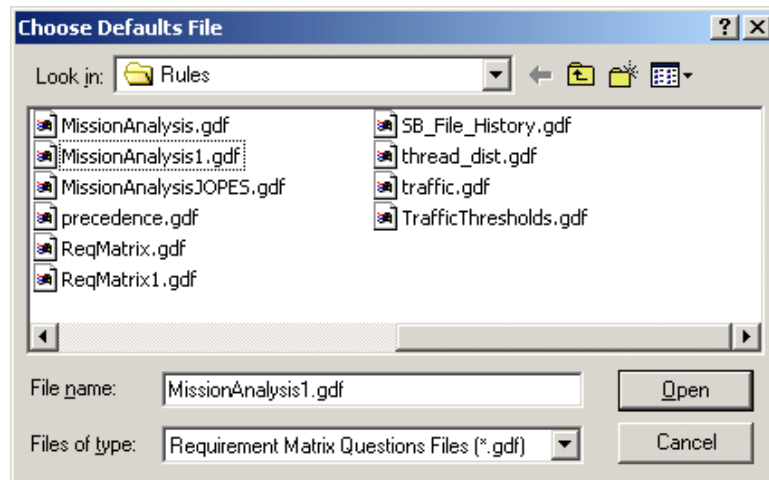 Choose Defaults File
Look in: Rules
MissionAnalysis.gdf
MissionAnalysis1.gdf
MissionAnalysisJOPES.gdf
precedence.gdf
ReqMatrix.gdf
ReqMatrix1.gdf
SB_File_History.gdf
thread_dist.gdf
traffic.gdf
TrafficThresholds.gdf
File name: MissionAnalysis1.gdf Open
Files of type: Requirement Matrix Questions Files (*.gdf) Cancel